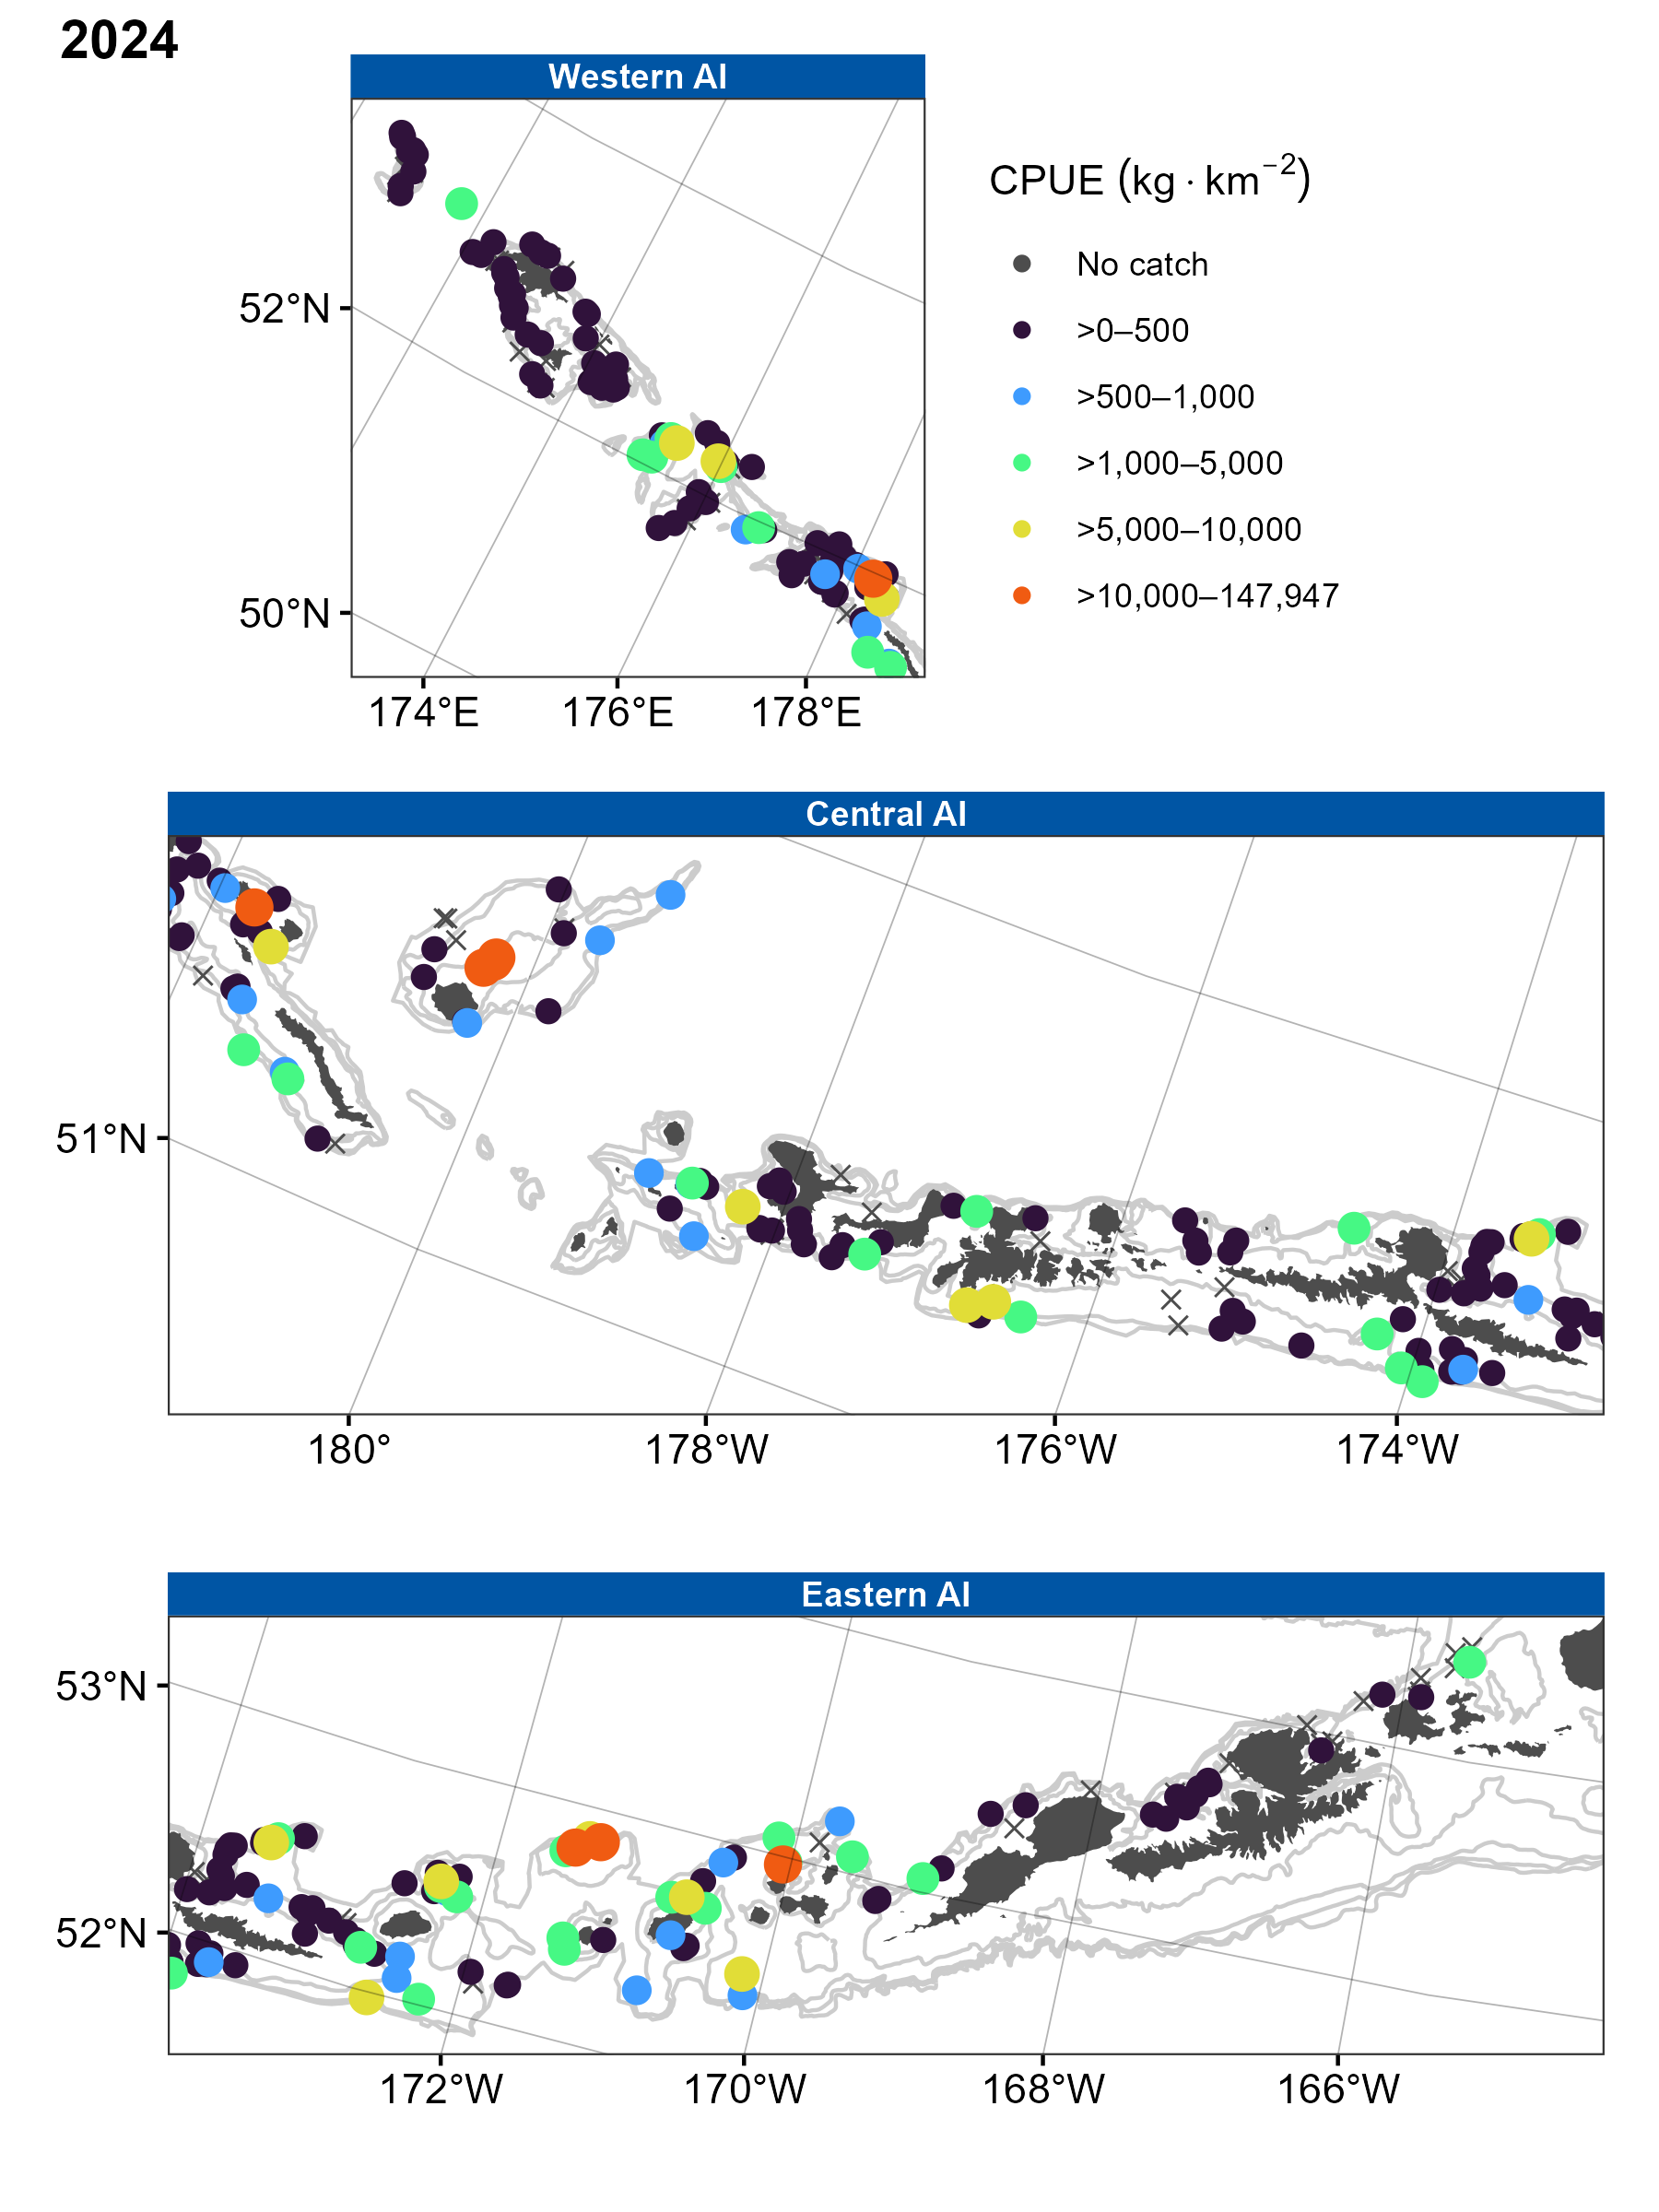 2024
Western AI
CPUE (kg · km⁻²)
No catch
>0–500
>500–1,000
>1,000–5,000
>5,000–10,000
>10,000–147,947
52°N
50°N
174°E 176°E 178°E
Central AI
51°N
180° 178°W 176°W 174°W
Eastern AI
53°N
52°N
172°W 170°W 168°W 166°W